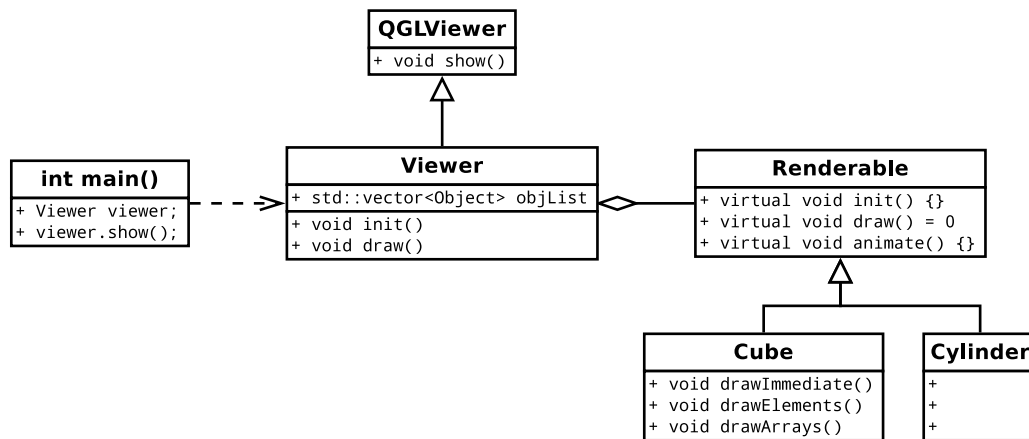 QGLViewer
+ void show()
int main()
+ Viewer viewer;
+ viewer.show();
Viewer
+ std::vector<Object> objList
+ void init()
+ void draw()
Renderable
+ virtual void init() {}
+ virtual void draw() = 0
+ virtual void animate() {}
Cube
+ void drawImmediate()
+ void drawElements()
+ void drawArrays()
Cylinder
+
+
+